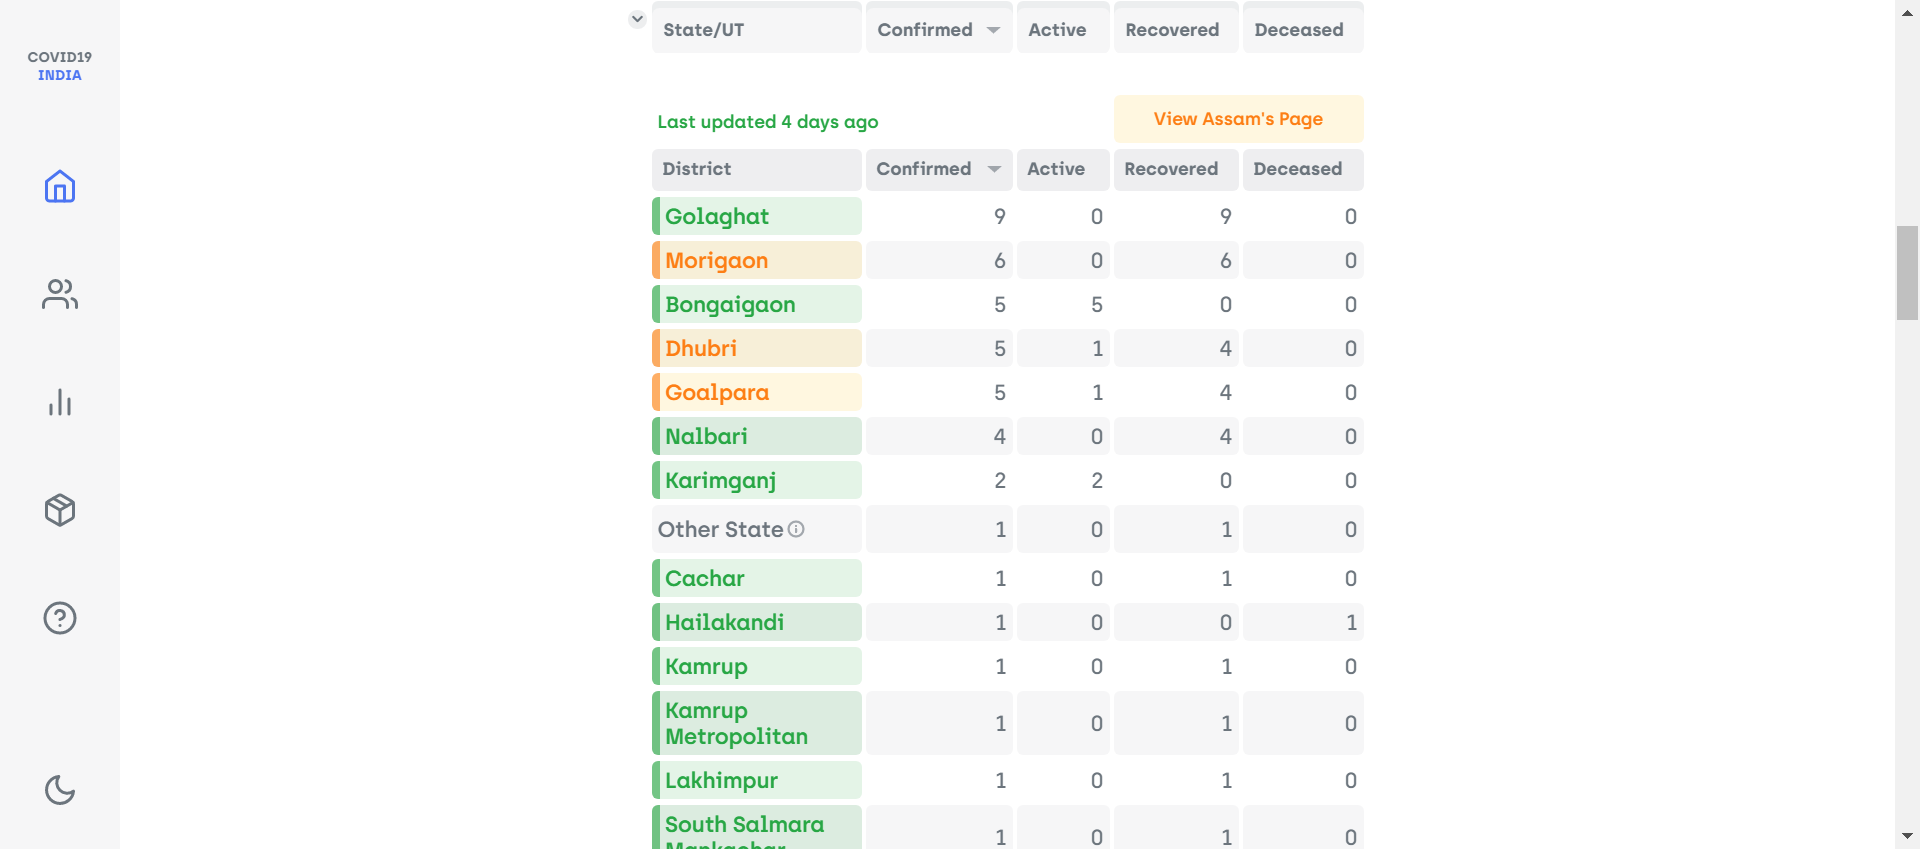 COVID19
INDIA
State/UT Confirmed Active Recovered Deceased
Last updated 4 days ago
View Assam's Page
District Confirmed Active Recovered Deceased
Golaghat 9 0 9 0
Morigaon 6 0 6 0
Bongaigaon 5 5 0 0
Dhubri 5 1 4 0
Goalpara 5 1 4 0
Nalbari 4 0 4 0
Karimganj 2 2 0 0
Other State 1 0 1 0
Cachar 1 0 1 0
Hailakandi 1 0 0 1
Kamrup 1 0 1 0
Kamrup
Metropolitan 1 0 1 0
Lakhimpur 1 0 1 0
South Salmara
1 0 1 0